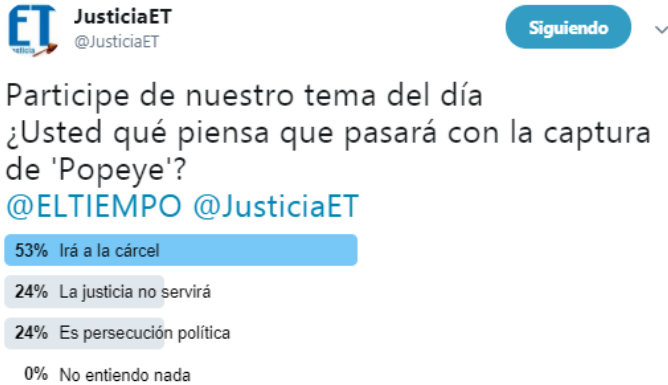 ET
Justicia
JusticiaET
@JusticiaET
Siguiendo
Participe de nuestro tema del día
¿Usted qué piensa que pasará con la captura
de 'Popeye'?
@ELTIEMPO @JusticiaET
53% Irá a la cárcel
24% La justicia no servirá
24% Es persecución política
0% No entiendo nada